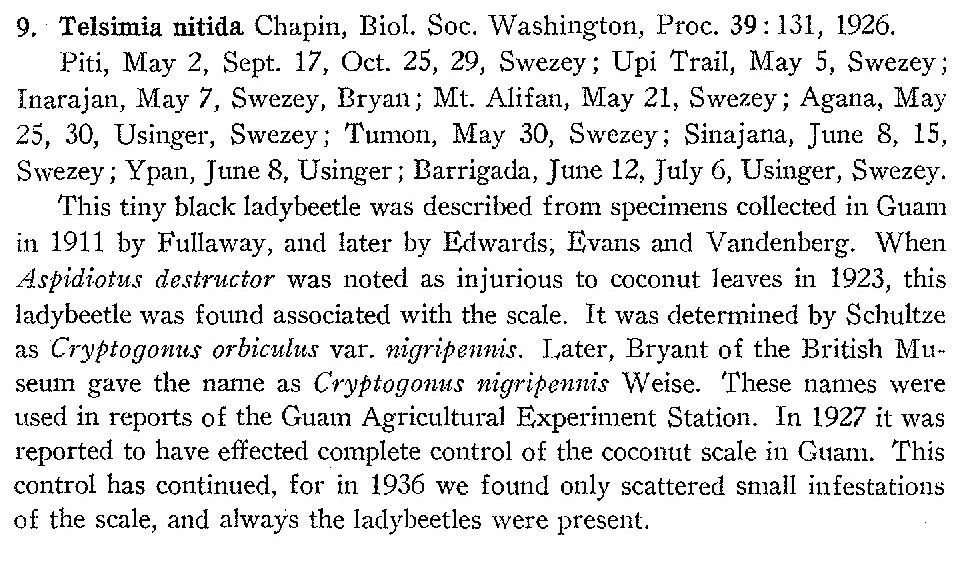 9. Telsimia nitida Chapin, Biol. Soc. Washington, Proc. 39: 131, 1926.
Piti, May 2, Sept. 17, Oct. 25, 29, Swezey; Upi Trail, May 5, Swezey;
Inarajan, May 7, Swezey, Bryan; Mt. Alifan, May 21, Swezey; Agana, May
25, 30, Usinger, Swezey; Tumon, May 30, Swezey; Sinajana, June 8, 15,
Swezey; Ypan, June 8, Usinger; Barrigada, June 12, July 6, Usinger, Swezey.
This tiny black ladybeetle was described from specimens collected in Guam
in 1911 by Fullaway, and later by Edwards, Evans and Vandenberg. When
Aspidiotus destructor was noted as injurious to coconut leaves in 1923, this
ladybeetle was found associated with the scale. It was determined by Schultze
as Cryptogonus orbiculus var. nigripennis. Later, Bryant of the British Mu-
seum gave the name as Cryptogonus nigripennis Weise. These names were
used in reports of the Guam Agricultural Experiment Station. In 1927 it was
reported to have effected complete control of the coconut scale in Guam. This
control has continued, for in 1936 we found only scattered small infestations
of the scale, and always the ladybeetles were present.